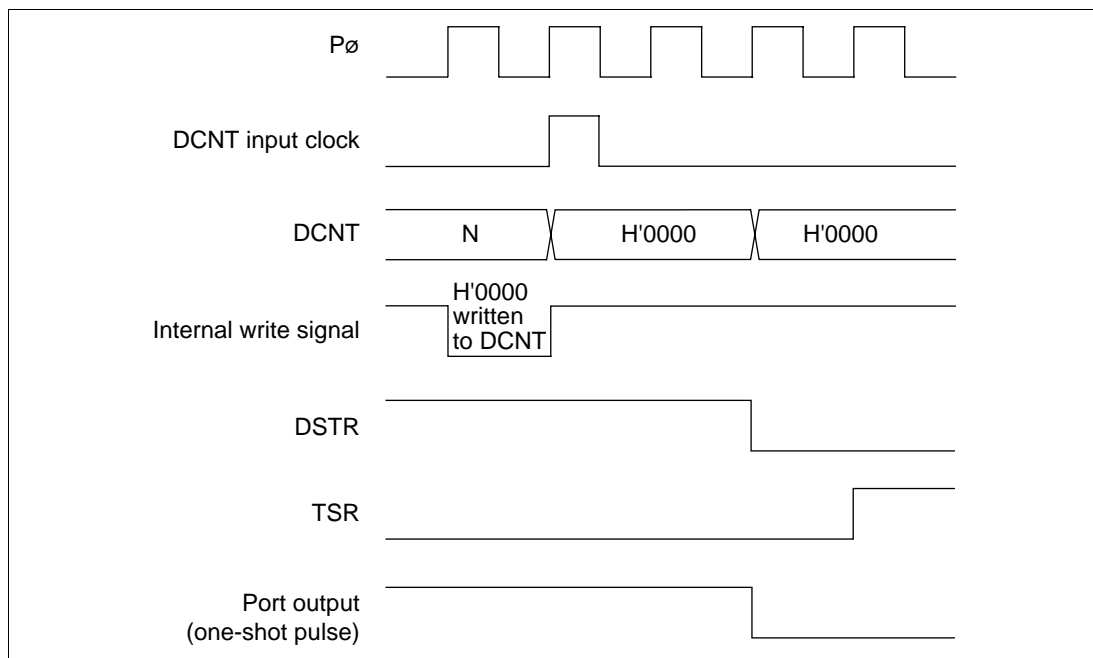 Pø
DCNT input clock
DCNT
N
H'0000
H'0000
Internal write signal
H'0000
written
to DCNT
DSTR
TSR
Port output
(one-shot pulse)